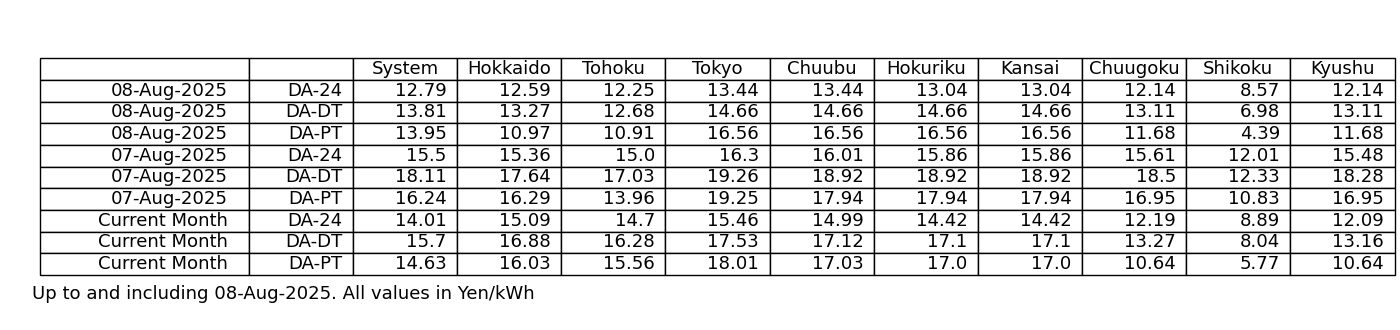 System Hokkaido Tohoku Tokyo Chuubu Hokuriku Kansai Chuugoku Shikoku Kyushu
08-Aug-2025 DA-24 12.79 12.59 12.25 13.44 13.44 13.04 13.04 12.14 8.57 12.14
08-Aug-2025 DA-DT 13.81 13.27 12.68 14.66 14.66 14.66 14.66 13.11 6.98 13.11
08-Aug-2025 DA-PT 13.95 10.97 10.91 16.56 16.56 16.56 16.56 11.68 4.39 11.68
07-Aug-2025 DA-24 15.5 15.36 15.0 16.3 16.01 15.86 15.86 15.61 12.01 15.48
07-Aug-2025 DA-DT 18.11 17.64 17.03 19.26 18.92 18.92 18.92 18.5 12.33 18.28
07-Aug-2025 DA-PT 16.24 16.29 13.96 19.25 17.94 17.94 17.94 16.95 10.83 16.95
Current Month DA-24 14.01 15.09 14.7 15.46 14.99 14.42 14.42 12.19 8.89 12.09
Current Month DA-DT 15.7 16.88 16.28 17.53 17.12 17.1 17.1 13.27 8.04 13.16
Current Month DA-PT 14.63 16.03 15.56 18.01 17.03 17.0 17.0 10.64 5.77 10.64
Up to and including 08-Aug-2025. All values in Yen/kWh